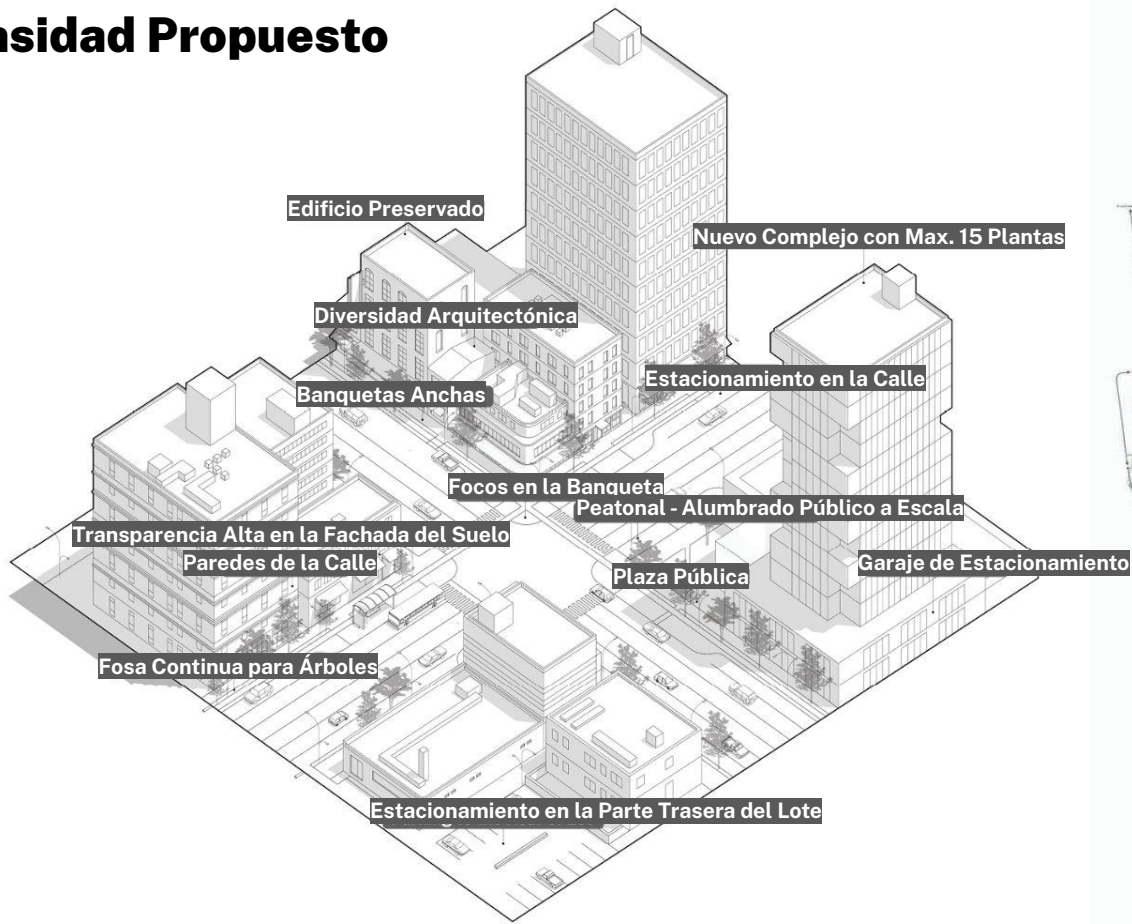 nsidad Propuesto
Edificio Preservado
Nuevo Complejo con Max. 15 Plantas
Diversidad Arquitectónica
Estacionamiento en la Calle
Banquetas Anchas
Focos en la Banqueta
Peatonal - Alumbrado Público a Escala
Transparencia Alta en la Fachada del Suelo
Paredes de la Calle
Garaje de Estacionamiento
Plaza Pública
Fosa Continua para Árboles
Estacionamiento en la Parte Trasera del Lote